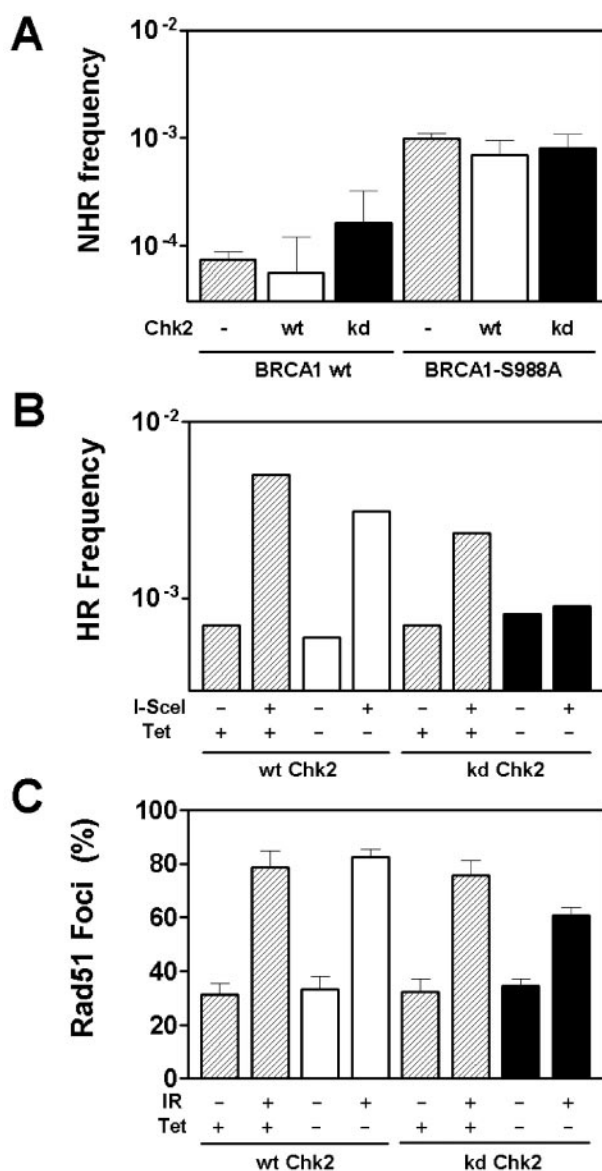 A
NHR frequency
10-2
10-3
10-4
Chk2 - wt kd - wt kd
BRCA1 wt BRCA1-S988A
B
HR Frequency
10-2
10-3
I-SceI − + − + − + − +
Tet + + − − + + − −
wt Chk2 kd Chk2
C
Rad51 Foci (%)
100
80
60
40
20
0
IR − + − + − + − +
Tet + + − − + + − −
wt Chk2 kd Chk2